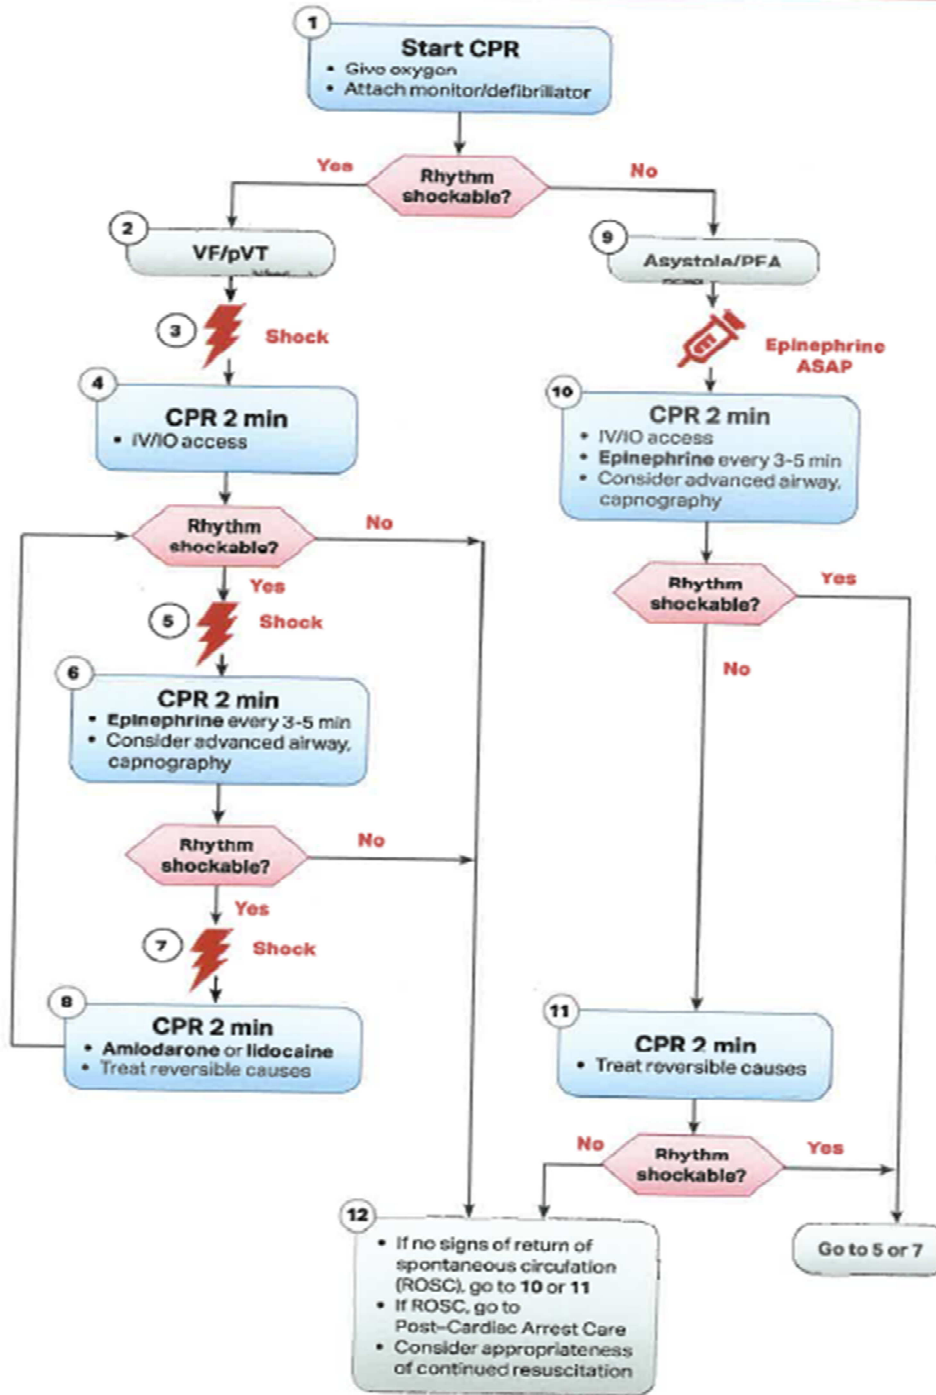 1
Start CPR
• Give oxygen
• Attach monitor/defibrillator
Rhythm
shockable?
Yes
No
2
VF/pVT
9
Asystole/PEA
3
Shock
Epinephrine
ASAP
4
CPR 2 min
• IV/IO access
10
CPR 2 min
• IV/IO access
• Epinephrine every 3-5 min
• Consider advanced airway,
capnography
Rhythm
shockable?
No
Yes
Rhythm
shockable?
Yes
No
5
Shock
6
CPR 2 min
• Epinephrine every 3-5 min
• Consider advanced airway,
capnography
Rhythm
shockable?
No
Yes
7
Shock
8
CPR 2 min
• Amiodarone or lidocaine
• Treat reversible causes
11
CPR 2 min
• Treat reversible causes
Rhythm
shockable?
No
Yes
12
• If no signs of return of
spontaneous circulation
(ROSC), go to 10 or 11
• If ROSC, go to
Post–Cardiac Arrest Care
• Consider appropriateness
of continued resuscitation
Go to 5 or 7